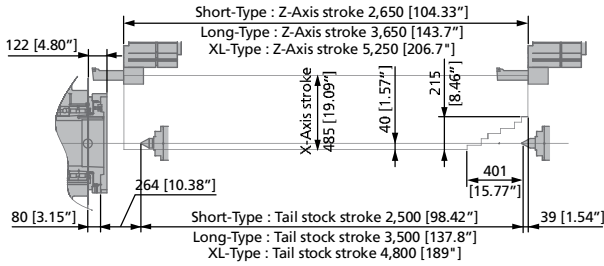 Short-Type : Z-Axis stroke 2,650 [104.33”]
Long-Type : Z-Axis stroke 3,650 [143.7”]
XL-Type : Z-Axis stroke 5,250 [206.7"]
122 [4.80”]
X-Axis stroke
485 [19.09”]
40 [1.57”]
215
[8.46”]
401
[15.77”]
264 [10.38”]
80 [3.15”]
Short-Type : Tail stock stroke 2,500 [98.42”]
39 [1.54”]
Long-Type : Tail stock stroke 3,500 [137.8”]
XL-Type : Tail stock stroke 4,800 [189"]